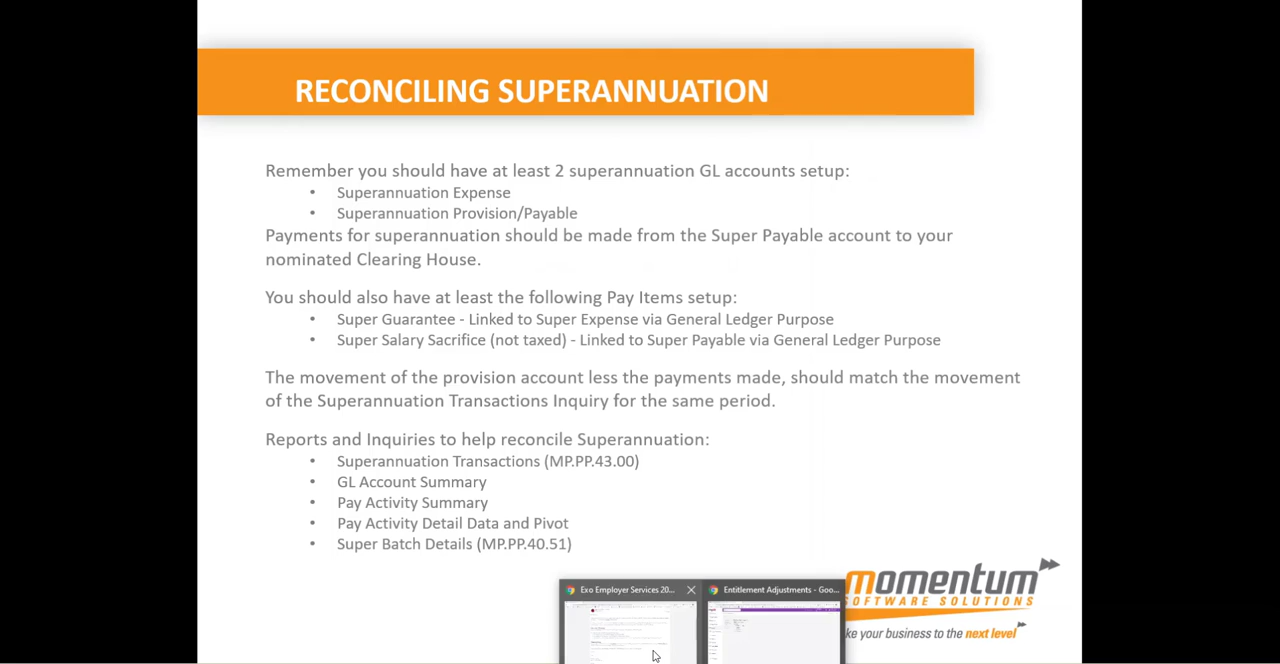 RECONCILING SUPERANNUATION
Remember you should have at least 2 superannuation GL accounts setup:
• Superannuation Expense
• Superannuation Provision/Payable
Payments for superannuation should be made from the Super Payable account to your
nominated Clearing House.
You should also have at least the following Pay Items setup:
• Super Guarantee - Linked to Super Expense via General Ledger Purpose
• Super Salary Sacrifice (not taxed) - Linked to Super Payable via General Ledger Purpose
The movement of the provision account less the payments made, should match the movement
of the Superannuation Transactions Inquiry for the same period.
Reports and Inquiries to help reconcile Superannuation:
• Superannuation Transactions (MP.PP.43.00)
• GL Account Summary
• Pay Activity Summary
• Pay Activity Detail Data and Pivot
• Super Batch Details (MP.PP.40.51)
Exo Employer Services 20...
Entitlement Adjustments - Goo...
momentum
SOFTWARE SOLUTIONS
ke your business to the next level